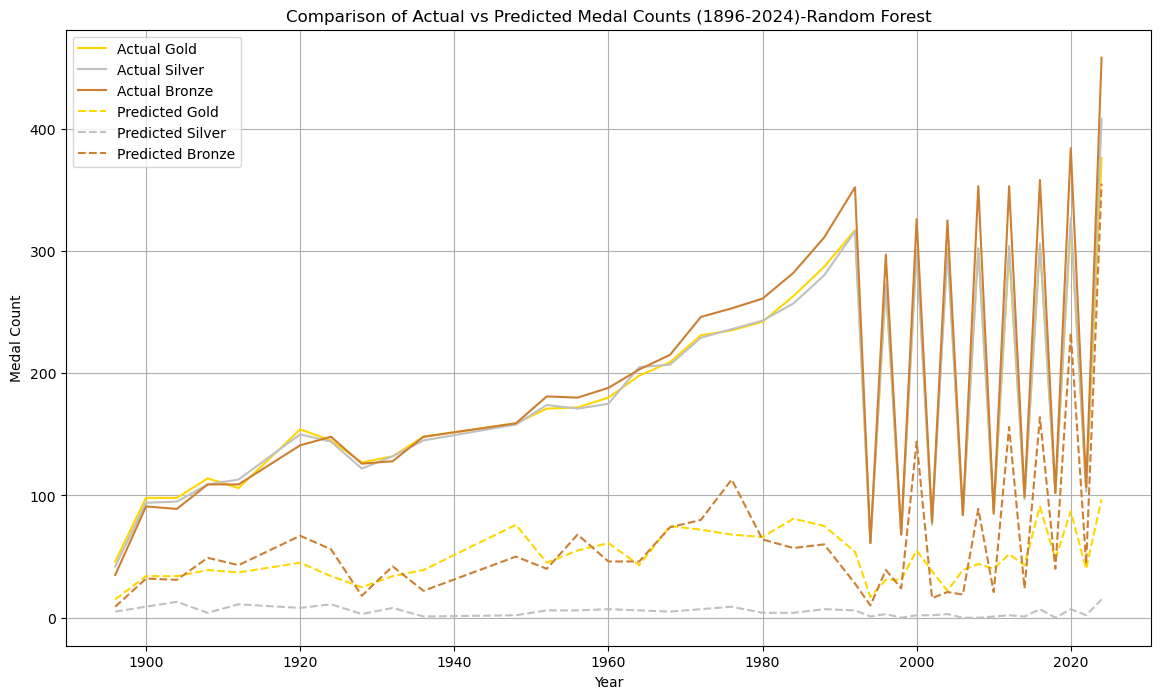 Comparison of Actual vs Predicted Medal Counts (1896-2024)-Random Forest
Actual Gold
Actual Silver
Actual Bronze
Predicted Gold
Predicted Silver
Predicted Bronze
Medal Count
400
300
200
100
0
1900 1920 1940 1960 1980 2000 2020
Year